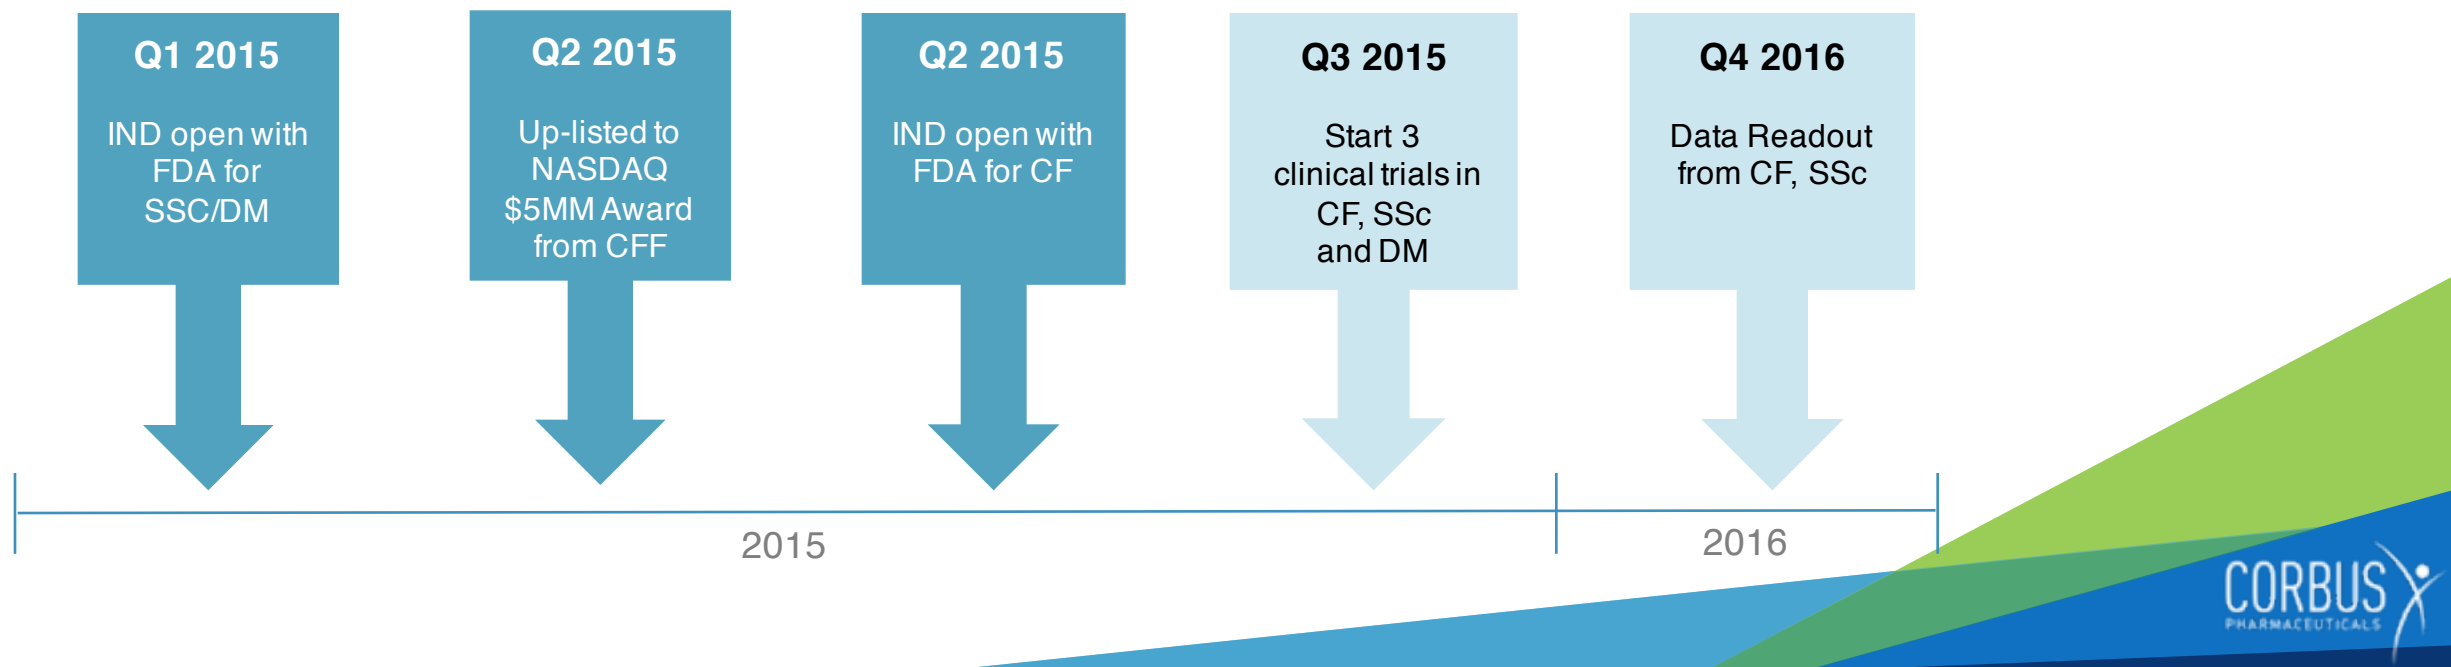 Q1 2015
IND open with
FDA for
SSC/DM
Q2 2015
Up-listed to
NASDAQ
$5MM Award
from CFF
Q2 2015
IND open with
FDA for CF
Q3 2015
Start 3
clinical trials in
CF, SSc
and DM
Q4 2016
Data Readout
from CF, SSc
2015
2016
CORBUS
PHARMACEUTICALS